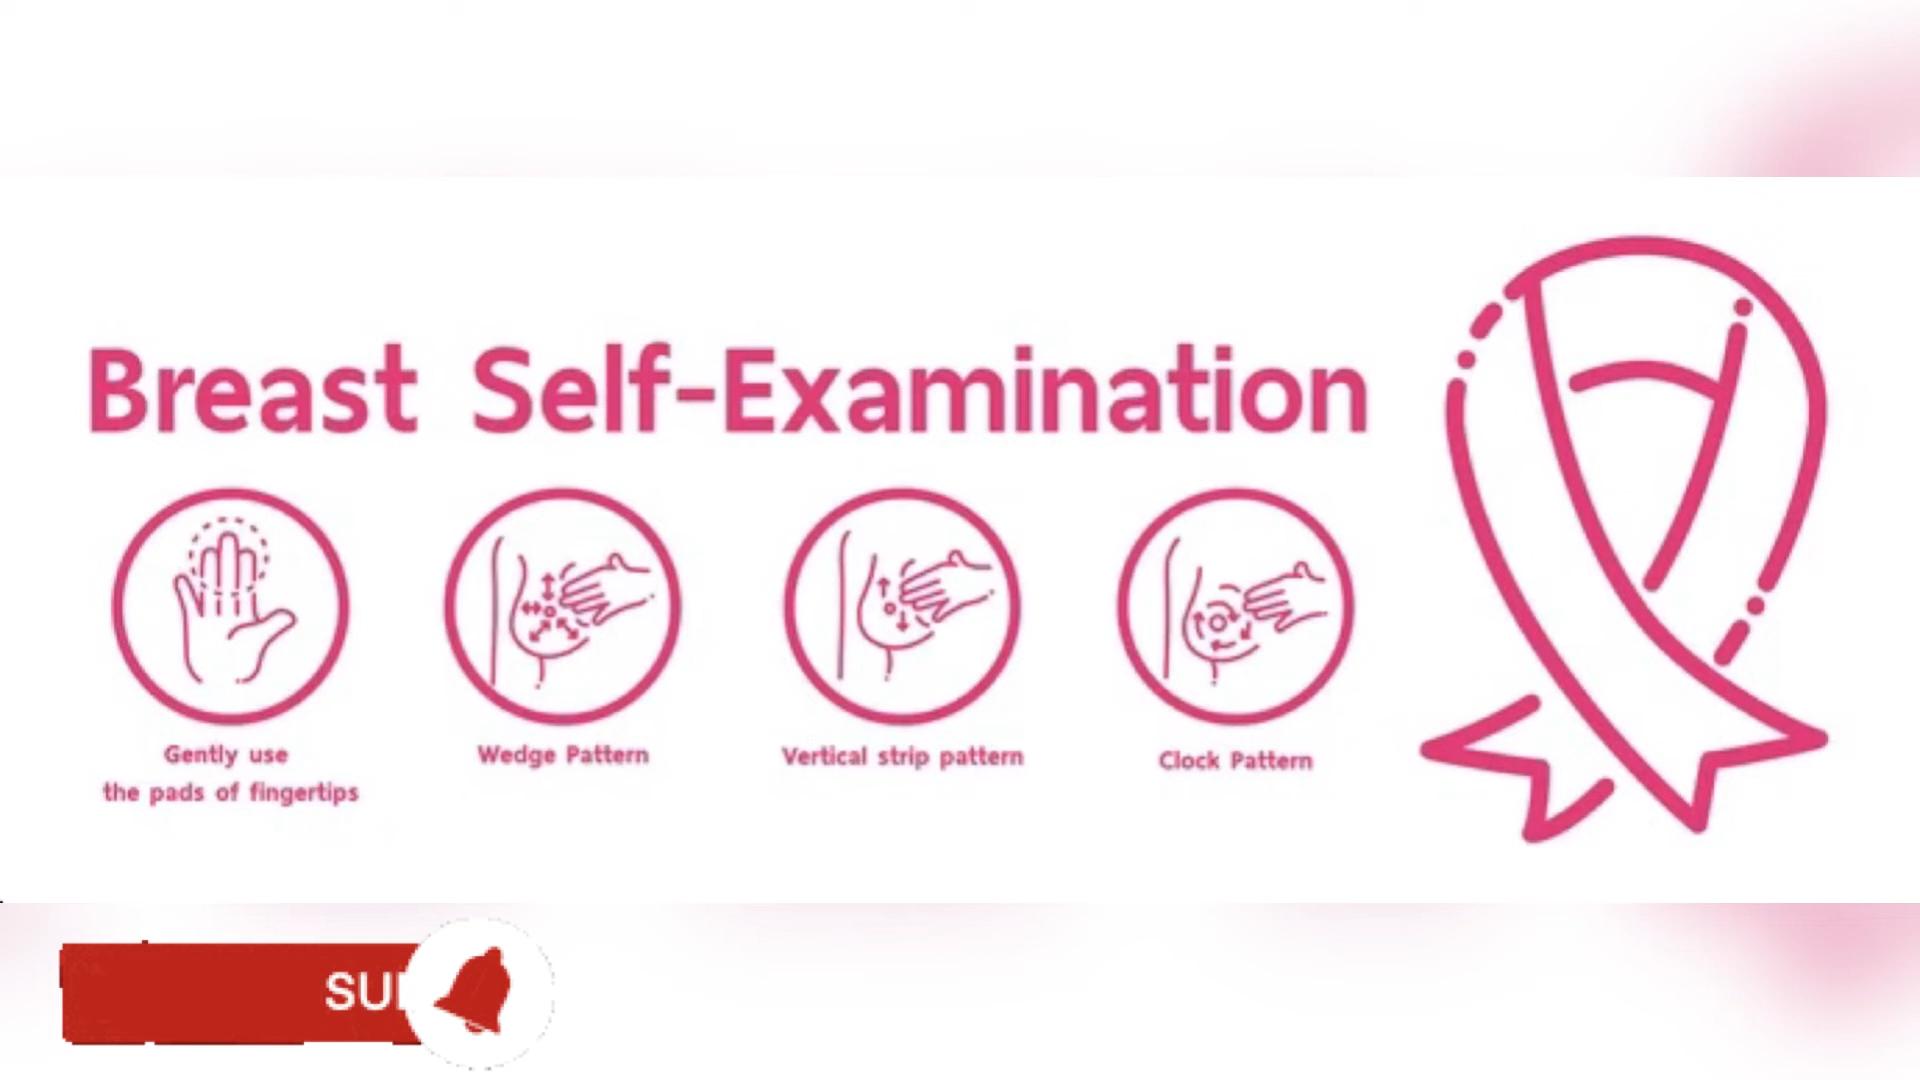 Breast Self-Examination
Gently use
the pads of fingertips
Wedge Pattern
Vertical strip pattern
Clock Pattern